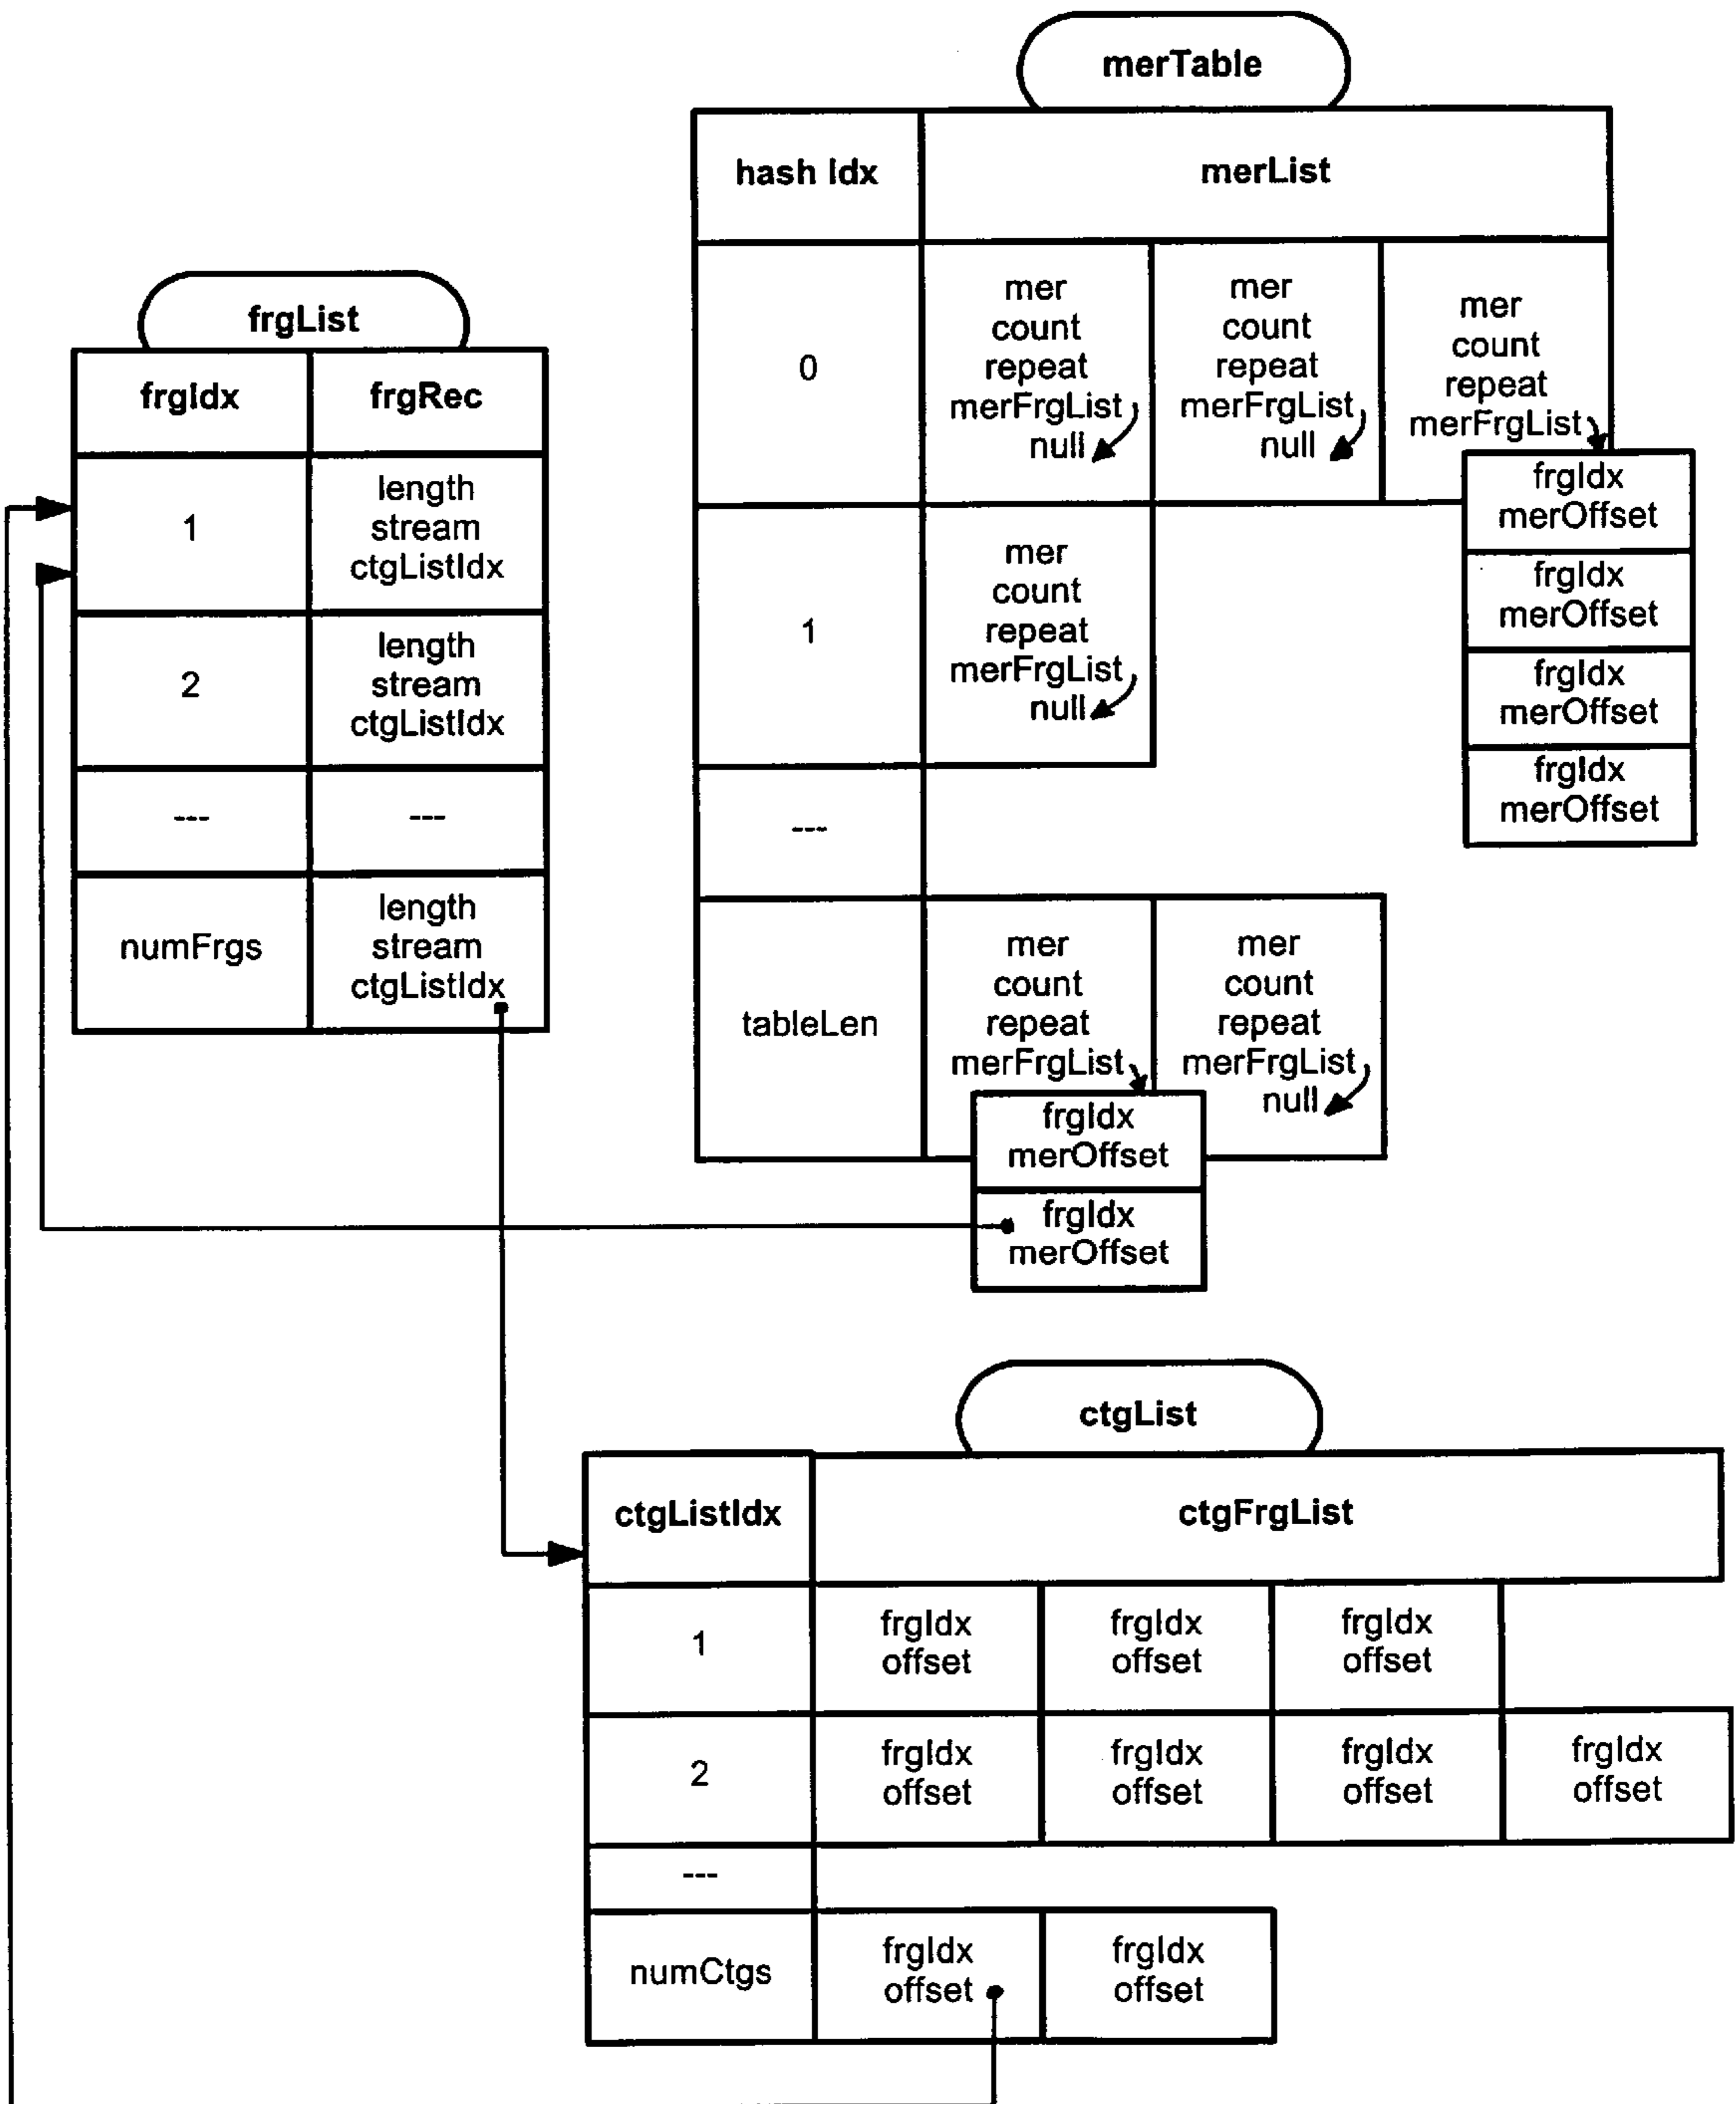 merTable
hash Idx
merList
0
mer
count
repeat
merFrgList
null
mer
count
repeat
merFrgList
null
mer
count
repeat
merFrgList
frgIdx
merOffset
frgIdx
merOffset
frgIdx
merOffset
frgIdx
merOffset
1
mer
count
repeat
merFrgList
null
---
tableLen
mer
count
repeat
merFrgList
frgIdx
merOffset
frgIdx
merOffset
mer
count
repeat
merFrgList
null
frgList
frgIdx
frgRec
1
length
stream
ctgListIdx
2
length
stream
ctgListIdx
---
---
numFrgs
length
stream
ctgListIdx
ctgList
ctgListIdx
ctgFrgList
1
frgIdx
offset
frgIdx
offset
frgIdx
offset
2
frgIdx
offset
frgIdx
offset
frgIdx
offset
frgIdx
offset
---
numCtgs
frgIdx
offset
frgIdx
offset